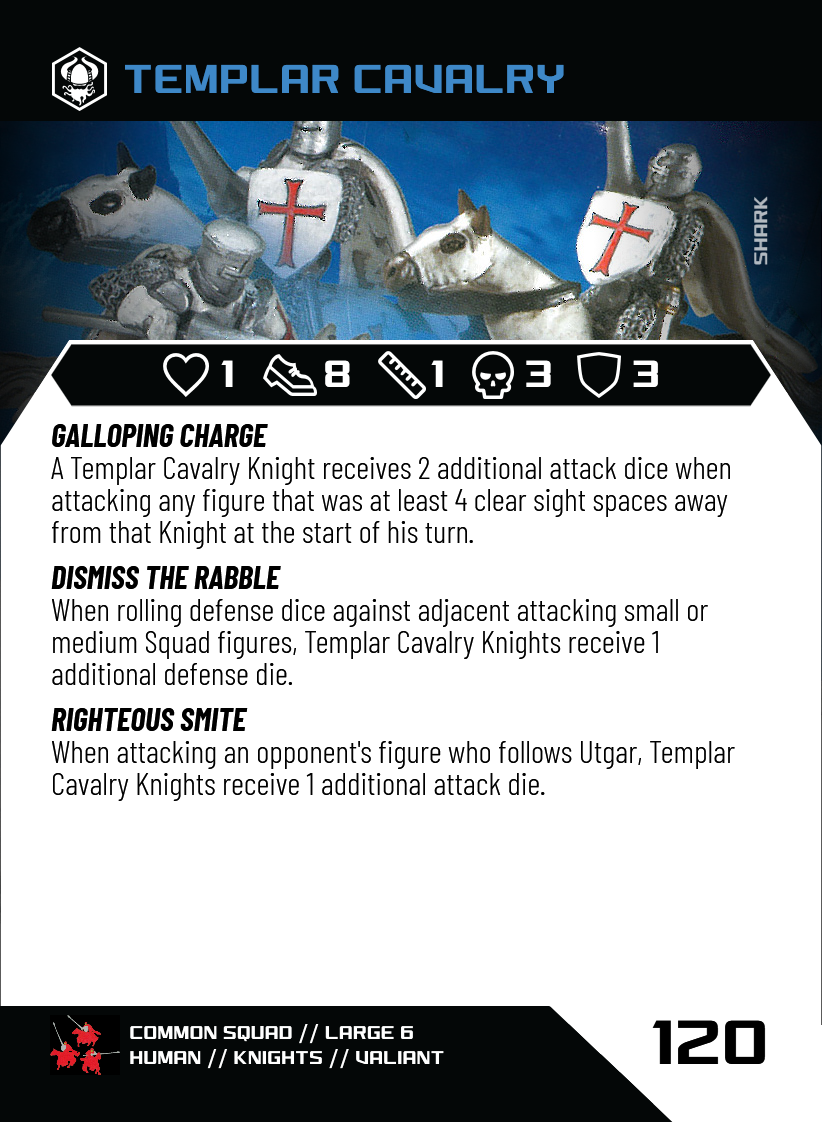 TEMPLAR CAVALRY
SHARK
1 8 1 3 3
GALLOPING CHARGE
A Templar Cavalry Knight receives 2 additional attack dice when
attacking any figure that was at least 4 clear sight spaces away
from that Knight at the start of his turn.
DISMISS THE RABBLE
When rolling defense dice against adjacent attacking small or
medium Squad figures, Templar Cavalry Knights receive 1
additional defense die.
RIGHTEOUS SMITE
When attacking an opponent's figure who follows Utgar, Templar
Cavalry Knights receive 1 additional attack die.
COMMON SQUAD // LARGE 6
HUMAN // KNIGHTS // VALIANT
120